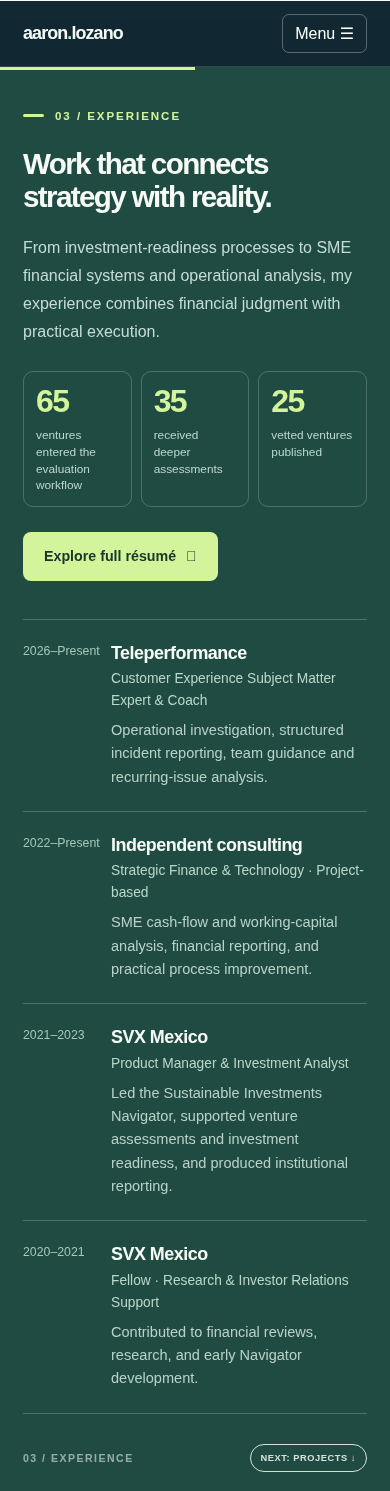 aaron.lozano
Menu ☰
03 / EXPERIENCE
Work that connects
strategy with reality.
From investment-readiness processes to SME
financial systems and operational analysis, my
experience combines financial judgment with
practical execution.
65
ventures
entered the
evaluation
workflow
35
received
deeper
assessments
25
vetted ventures
published
Explore full résumé
2026–Present
Teleperformance
Customer Experience Subject Matter
Expert & Coach
Operational investigation, structured
incident reporting, team guidance and
recurring-issue analysis.
2022–Present
Independent consulting
Strategic Finance & Technology · Project-
based
SME cash-flow and working-capital
analysis, financial reporting, and
practical process improvement.
2021–2023
SVX Mexico
Product Manager & Investment Analyst
Led the Sustainable Investments
Navigator, supported venture
assessments and investment
readiness, and produced institutional
reporting.
2020–2021
SVX Mexico
Fellow · Research & Investor Relations
Support
Contributed to financial reviews,
research, and early Navigator
development.
03 / EXPERIENCE
NEXT: PROJECTS ↓